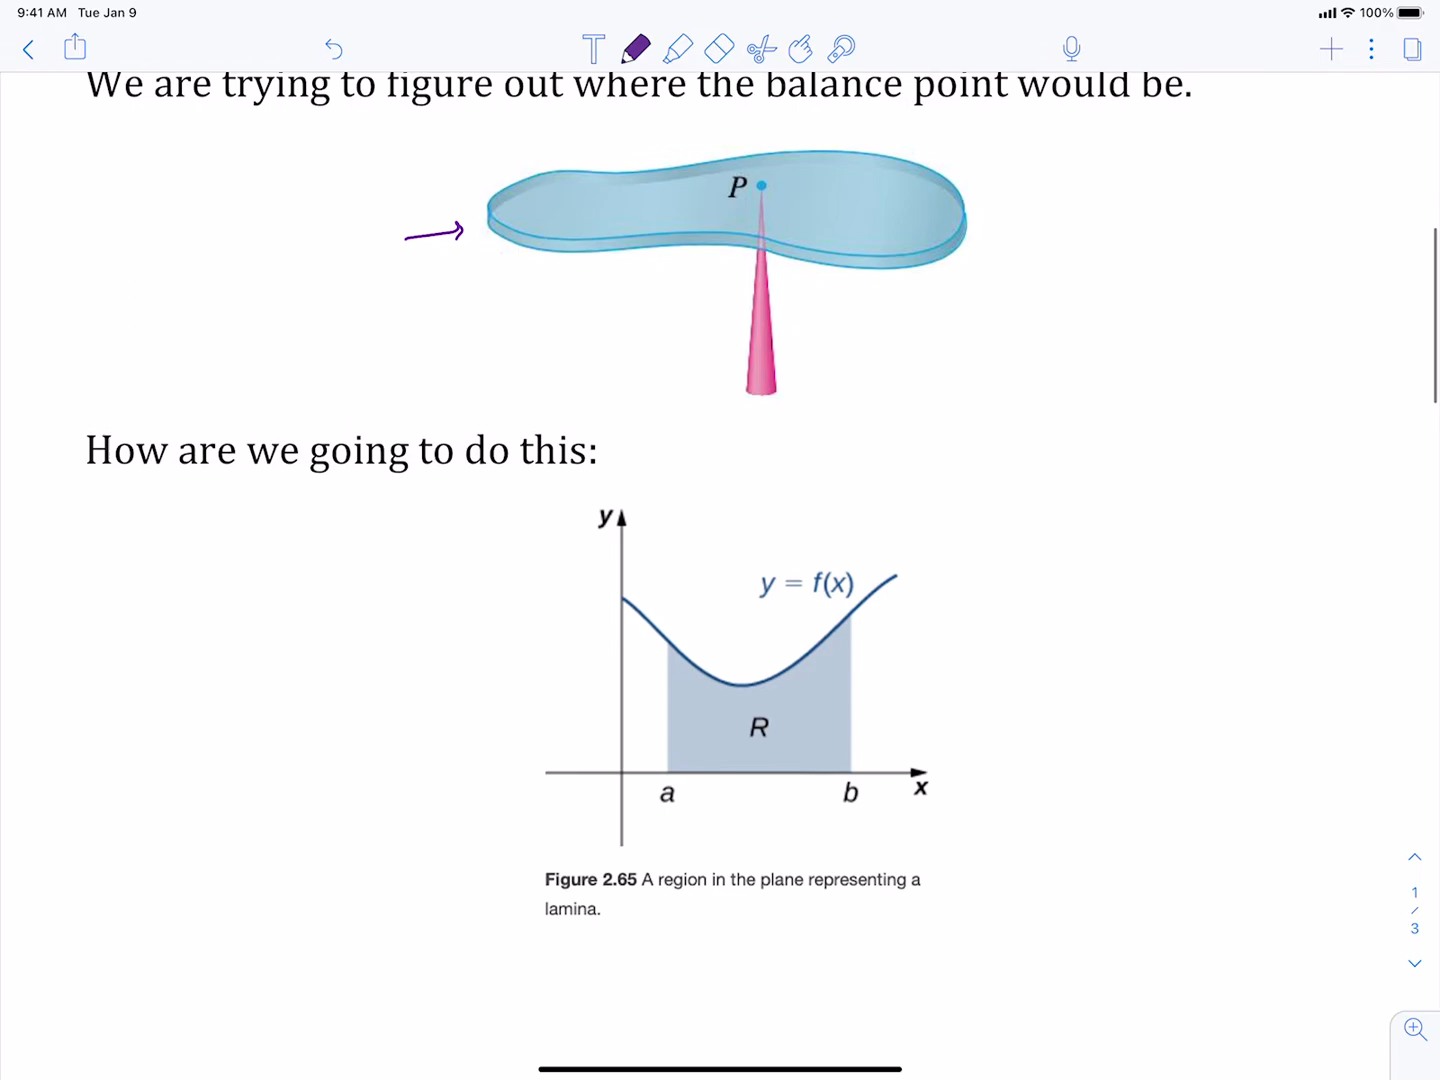 9:41 AM Tue Jan 9
100%
We are trying to figure out where the balance point would be.
P
How are we going to do this:
y
y = f(x)
R
a b x
Figure 2.65 A region in the plane representing a
lamina.
1
/
3